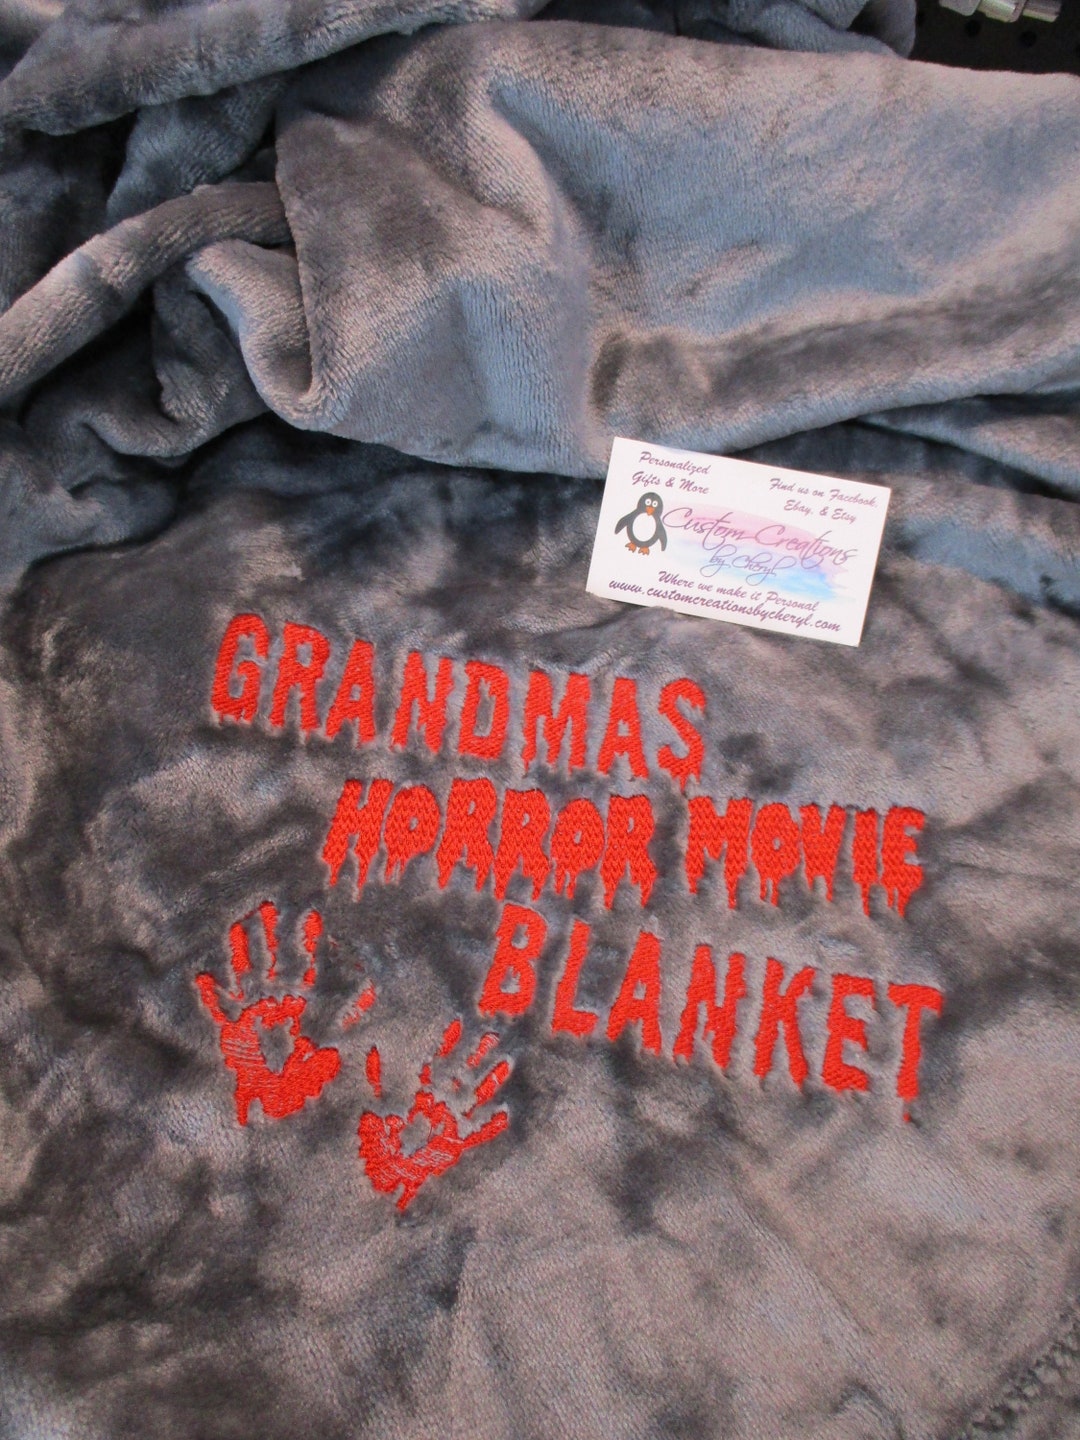 Personalized
Gifts & More
Find us on Facebook,
Ebay, & Etsy
Custom Creations
by Cheryl
Where we make it Personal
www.customcreationsbycheryl.com
GRANDMAS
HORROR MOVIE
BLANKET